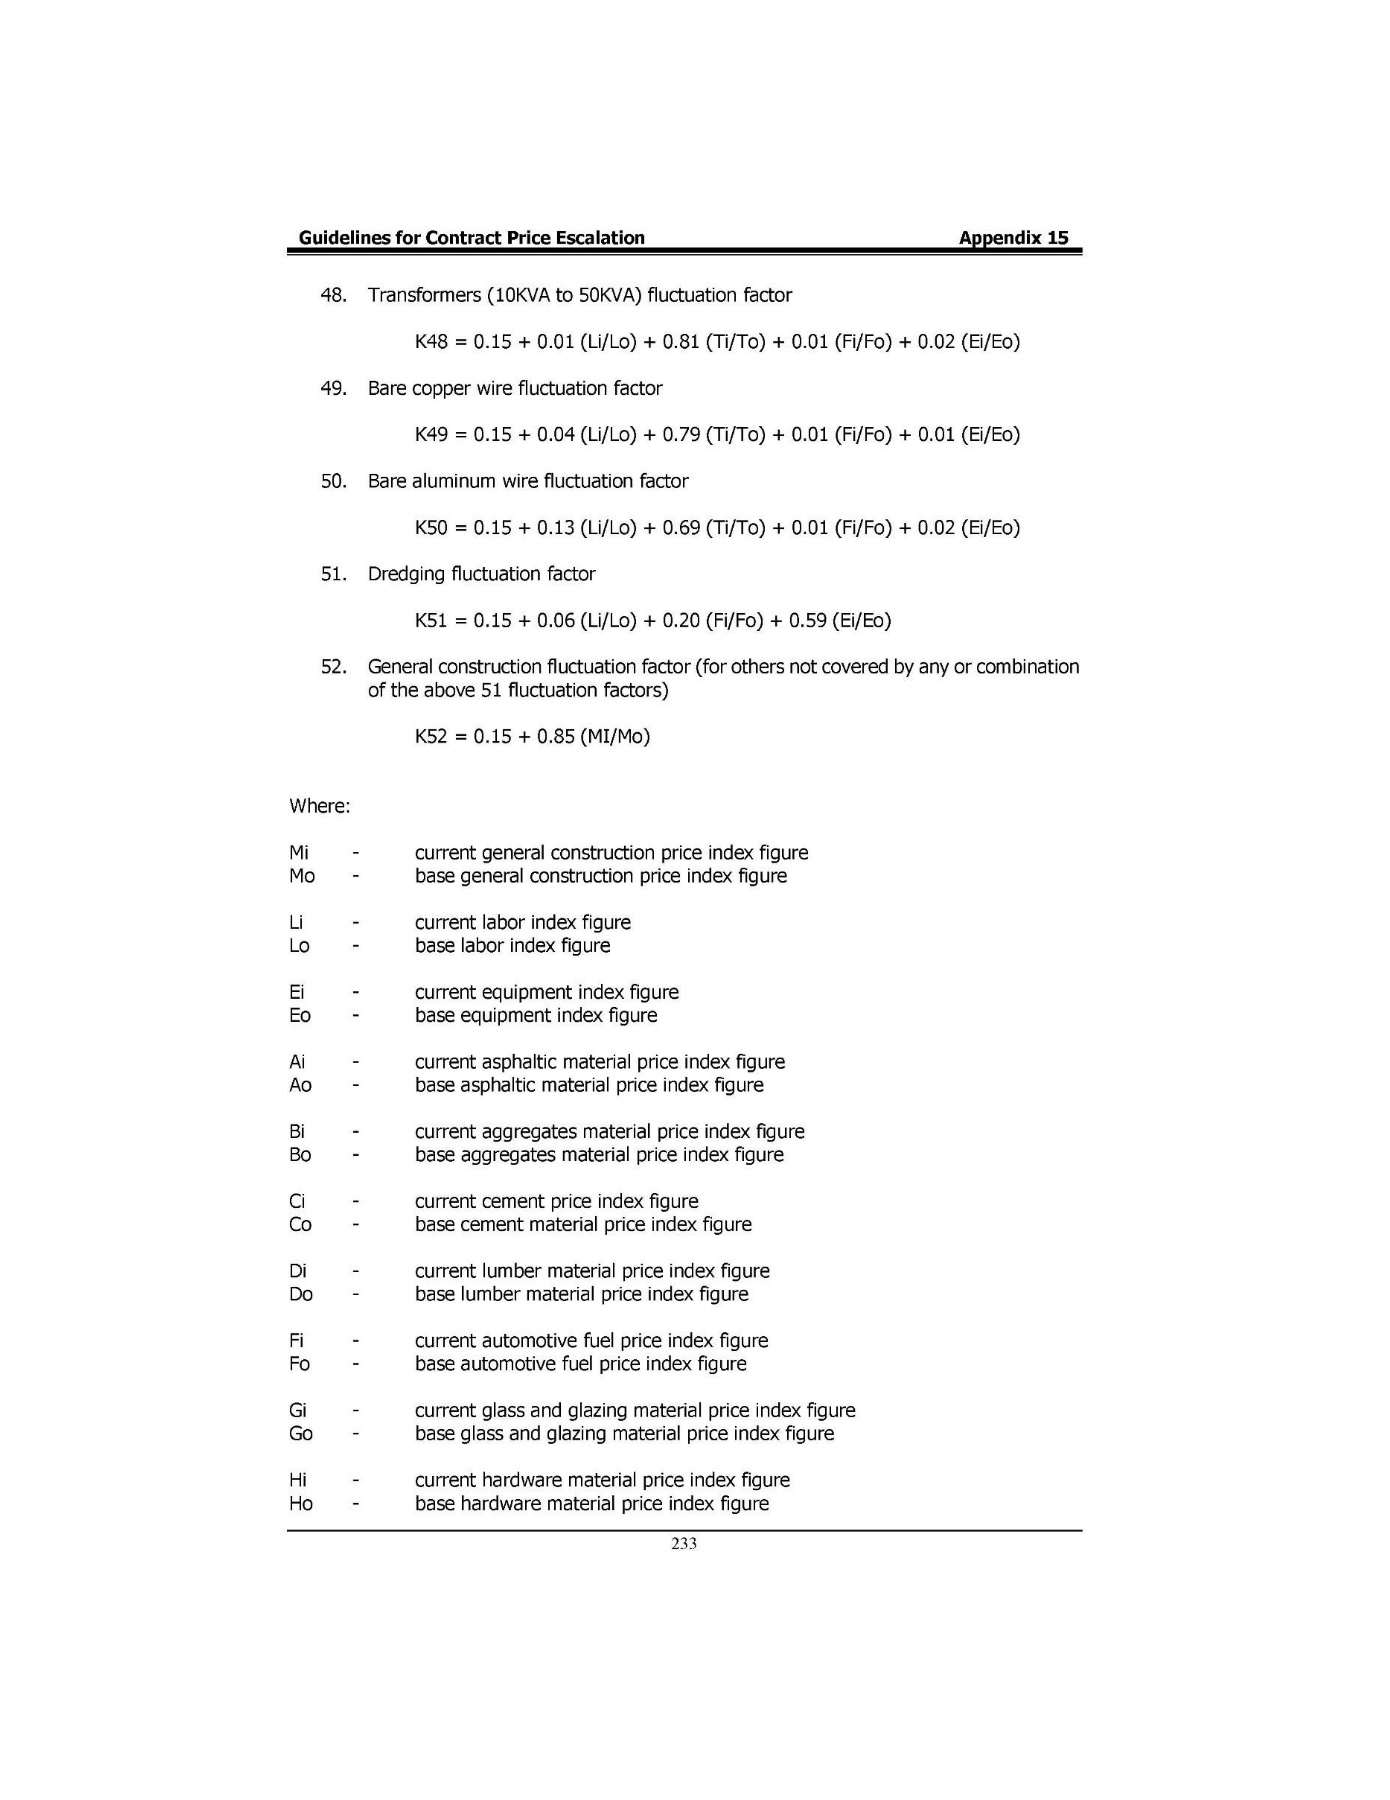 Guidelines for Contract Price Escalation Appendix 15
48. Transformers (10KVA to 50KVA) fluctuation factor
K48 = 0.15 + 0.01 (Li/Lo) + 0.81 (Ti/To) + 0.01 (Fi/Fo) + 0.02 (Ei/Eo)
49. Bare copper wire fluctuation factor
K49 = 0.15 + 0.04 (Li/Lo) + 0.79 (Ti/To) + 0.01 (Fi/Fo) + 0.01 (Ei/Eo)
50. Bare aluminum wire fluctuation factor
K50 = 0.15 + 0.13 (Li/Lo) + 0.69 (Ti/To) + 0.01 (Fi/Fo) + 0.02 (Ei/Eo)
51. Dredging fluctuation factor
K51 = 0.15 + 0.06 (Li/Lo) + 0.20 (Fi/Fo) + 0.59 (Ei/Eo)
52. General construction fluctuation factor (for others not covered by any or combination
of the above 51 fluctuation factors)
K52 = 0.15 + 0.85 (MI/Mo)
Where:
Mi - current general construction price index figure
Mo - base general construction price index figure
Li - current labor index figure
Lo - base labor index figure
Ei - current equipment index figure
Eo - base equipment index figure
Ai - current asphaltic material price index figure
Ao - base asphaltic material price index figure
Bi - current aggregates material price index figure
Bo - base aggregates material price index figure
Ci - current cement price index figure
Co - base cement material price index figure
Di - current lumber material price index figure
Do - base lumber material price index figure
Fi - current automotive fuel price index figure
Fo - base automotive fuel price index figure
Gi - current glass and glazing material price index figure
Go - base glass and glazing material price index figure
Hi - current hardware material price index figure
Ho - base hardware material price index figure
233